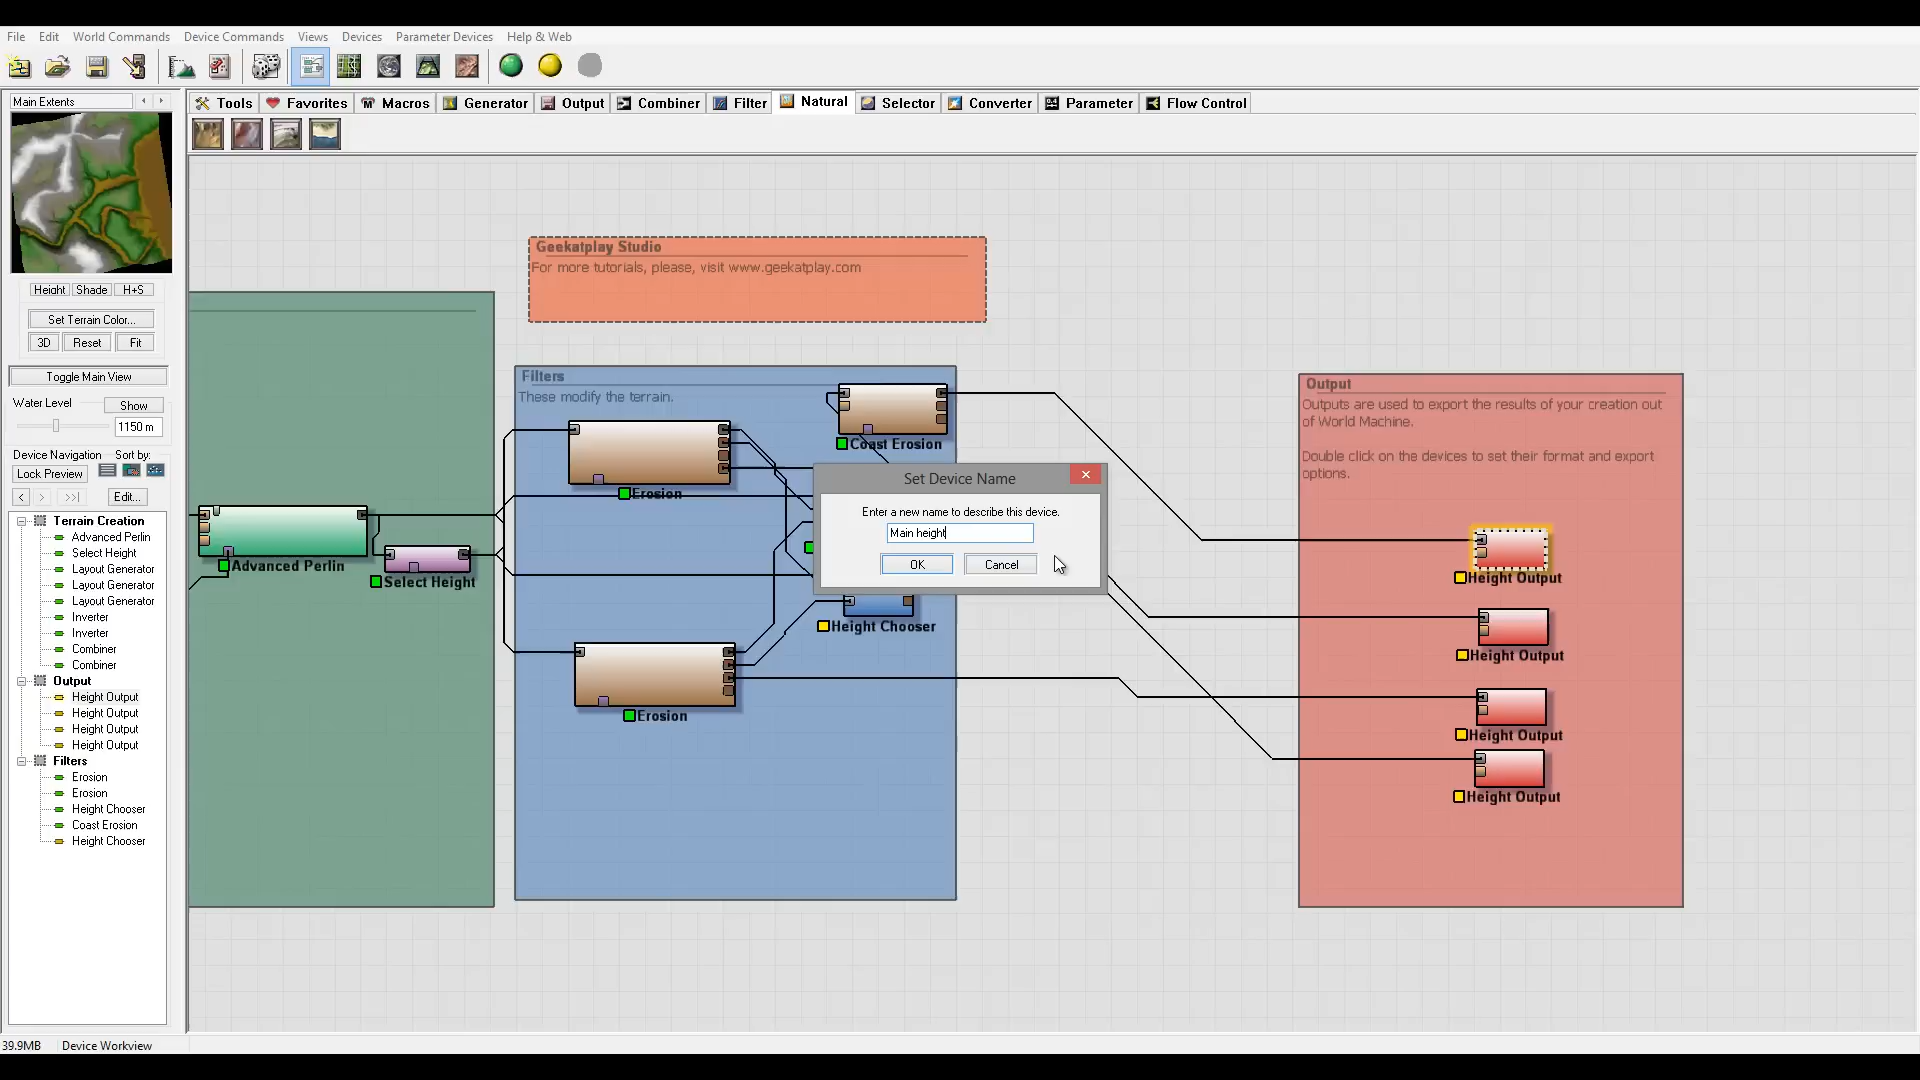 File Edit World Commands Device Commands Views Devices Parameter Devices Help & Web
Main Extents
Tools Favorites Macros Generator Output Combiner Filter Natural Selector Converter Parameter Flow Control
Height Shade H+S
Set Terrain Color...
3D Reset Fit
Toggle Main View
Water Level Show
1150 m
Device Navigation Sort by:
Lock Preview
< > >>| Edit...
Terrain Creation
Advanced Perlin
Select Height
Layout Generator
Layout Generator
Layout Generator
Inverter
Inverter
Combiner
Combiner
Output
Height Output
Height Output
Height Output
Height Output
Filters
Erosion
Erosion
Height Chooser
Coast Erosion
Height Chooser
Geekatplay Studio
For more tutorials, please, visit www.geekatplay.com
Advanced Perlin
Select Height
Filters
These modify the terrain.
Coast Erosion
Erosion
Height Chooser
Erosion
Set Device Name
Enter a new name to describe this device.
Main height
OK Cancel
Output
Outputs are used to export the results of your creation out
of World Machine.
Double click on the devices to set their format and export
options.
Height Output
Height Output
Height Output
Height Output
39.9MB Device Workview